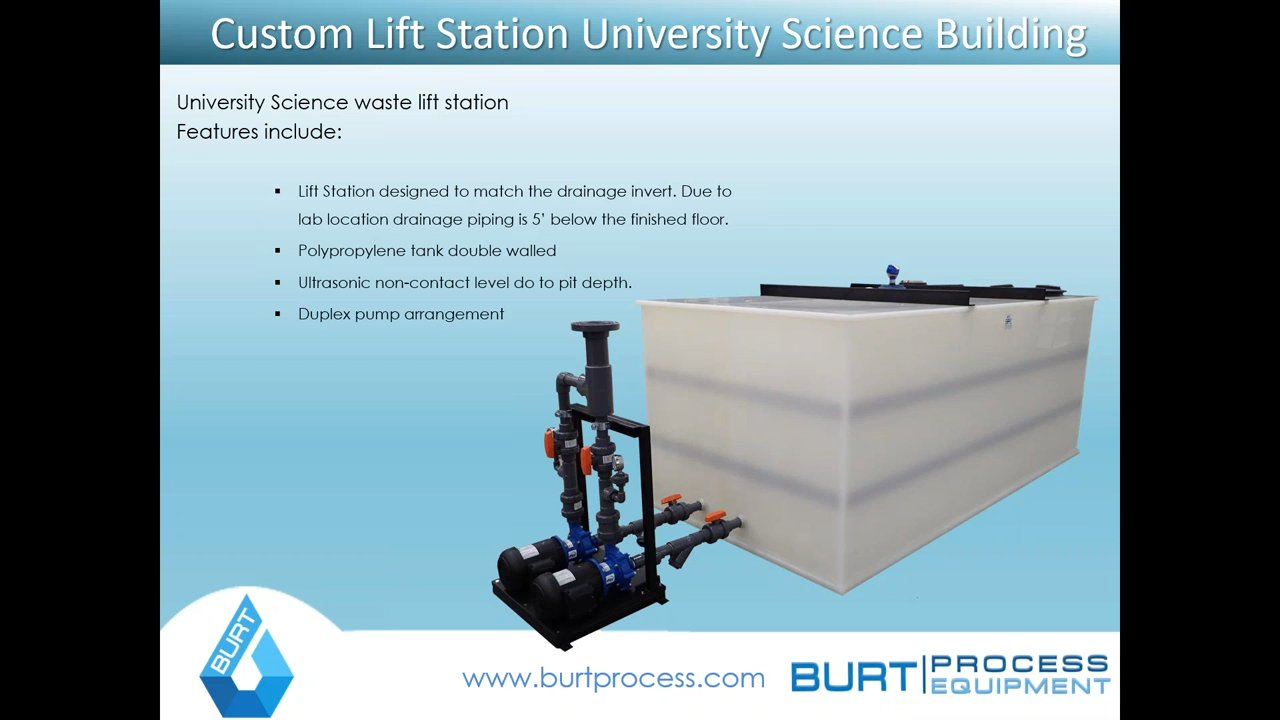 Custom Lift Station University Science Building
University Science waste lift station
Features include:
▪ Lift Station designed to match the drainage invert. Due to
lab location drainage piping is 5’ below the finished floor.
▪ Polypropylene tank double walled
▪ Ultrasonic non-contact level do to pit depth.
▪ Duplex pump arrangement
BURT
www.burtprocess.com
BURT PROCESS
EQUIPMENT